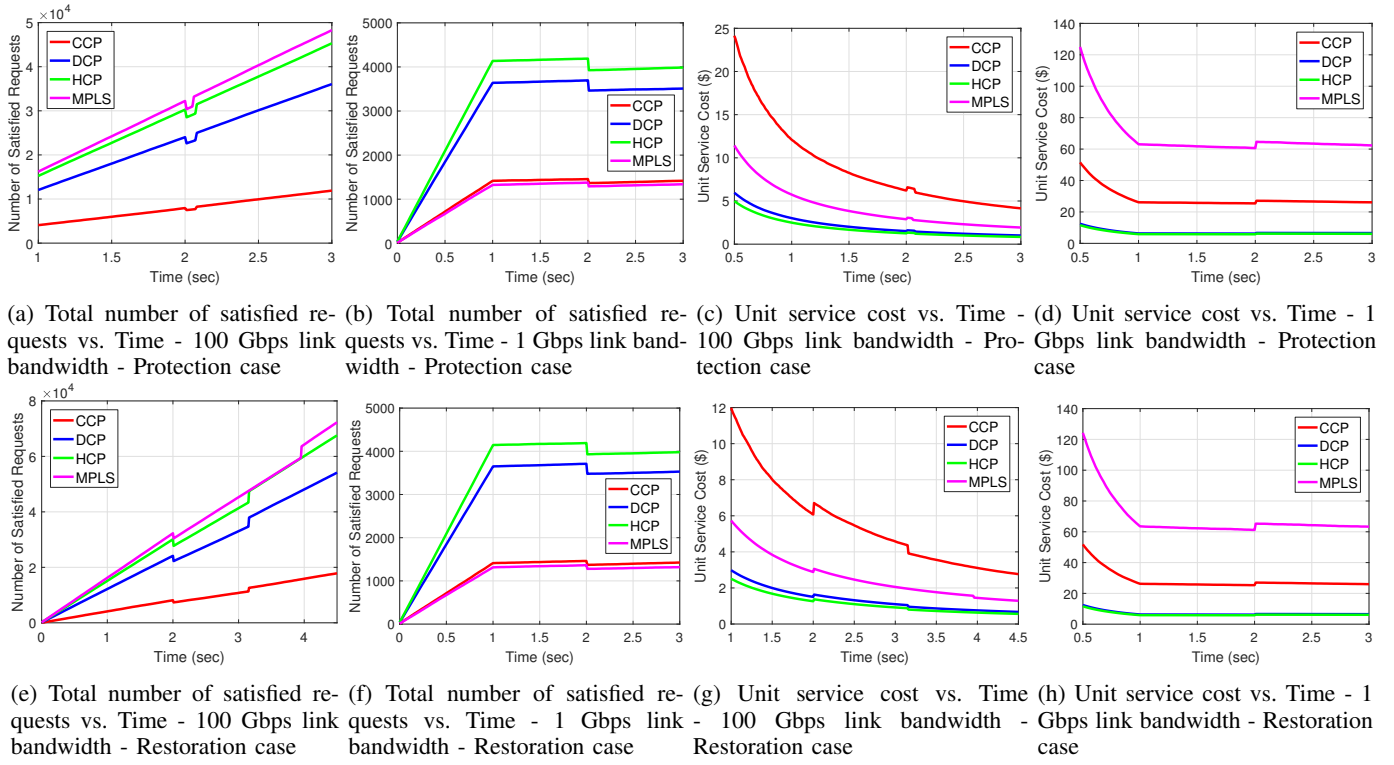 ×10⁴
5
4
3
2
1
0
1
1.5
2
2.5
3
Number of Satisfied Requests
Time (sec)
CCP
DCP
HCP
MPLS
5000
4000
3000
2000
1000
0
0
0.5
1
1.5
2
2.5
3
Number of Satisfied Requests
Time (sec)
CCP
DCP
HCP
MPLS
25
20
15
10
5
0
0.5
1
1.5
2
2.5
3
Unit Service Cost ($)
Time (sec)
CCP
DCP
HCP
MPLS
140
120
100
80
60
40
20
0
0.5
1
1.5
2
2.5
3
Unit Service Cost ($)
Time (sec)
CCP
DCP
HCP
MPLS
(a) Total number of satisfied re-
quests vs. Time - 100 Gbps link
bandwidth - Protection case
(b) Total number of satisfied re-
quests vs. Time - 1 Gbps link band-
width - Protection case
(c) Unit service cost vs. Time -
100 Gbps link bandwidth - Pro-
tection case
(d) Unit service cost vs. Time - 1
Gbps link bandwidth - Protection
case
×10⁴
8
6
4
2
0
0
1
2
3
4
Number of Satisfied Requests
Time (sec)
CCP
DCP
HCP
MPLS
5000
4000
3000
2000
1000
0
0
0.5
1
1.5
2
2.5
3
Number of Satisfied Requests
Time (sec)
CCP
DCP
HCP
MPLS
12
10
8
6
4
2
0
1
1.5
2
2.5
3
3.5
4
4.5
Unit Service Cost ($)
Time (sec)
CCP
DCP
HCP
MPLS
140
120
100
80
60
40
20
0
0.5
1
1.5
2
2.5
3
Unit Service Cost ($)
Time (sec)
CCP
DCP
HCP
MPLS
(e) Total number of satisfied re-
quests vs. Time - 100 Gbps link
bandwidth - Restoration case
(f) Total number of satisfied re-
quests vs. Time - 1 Gbps link
bandwidth - Restoration case
(g) Unit service cost vs. Time
- 100 Gbps link bandwidth -
Restoration case
(h) Unit service cost vs. Time - 1
Gbps link bandwidth - Restoration
case